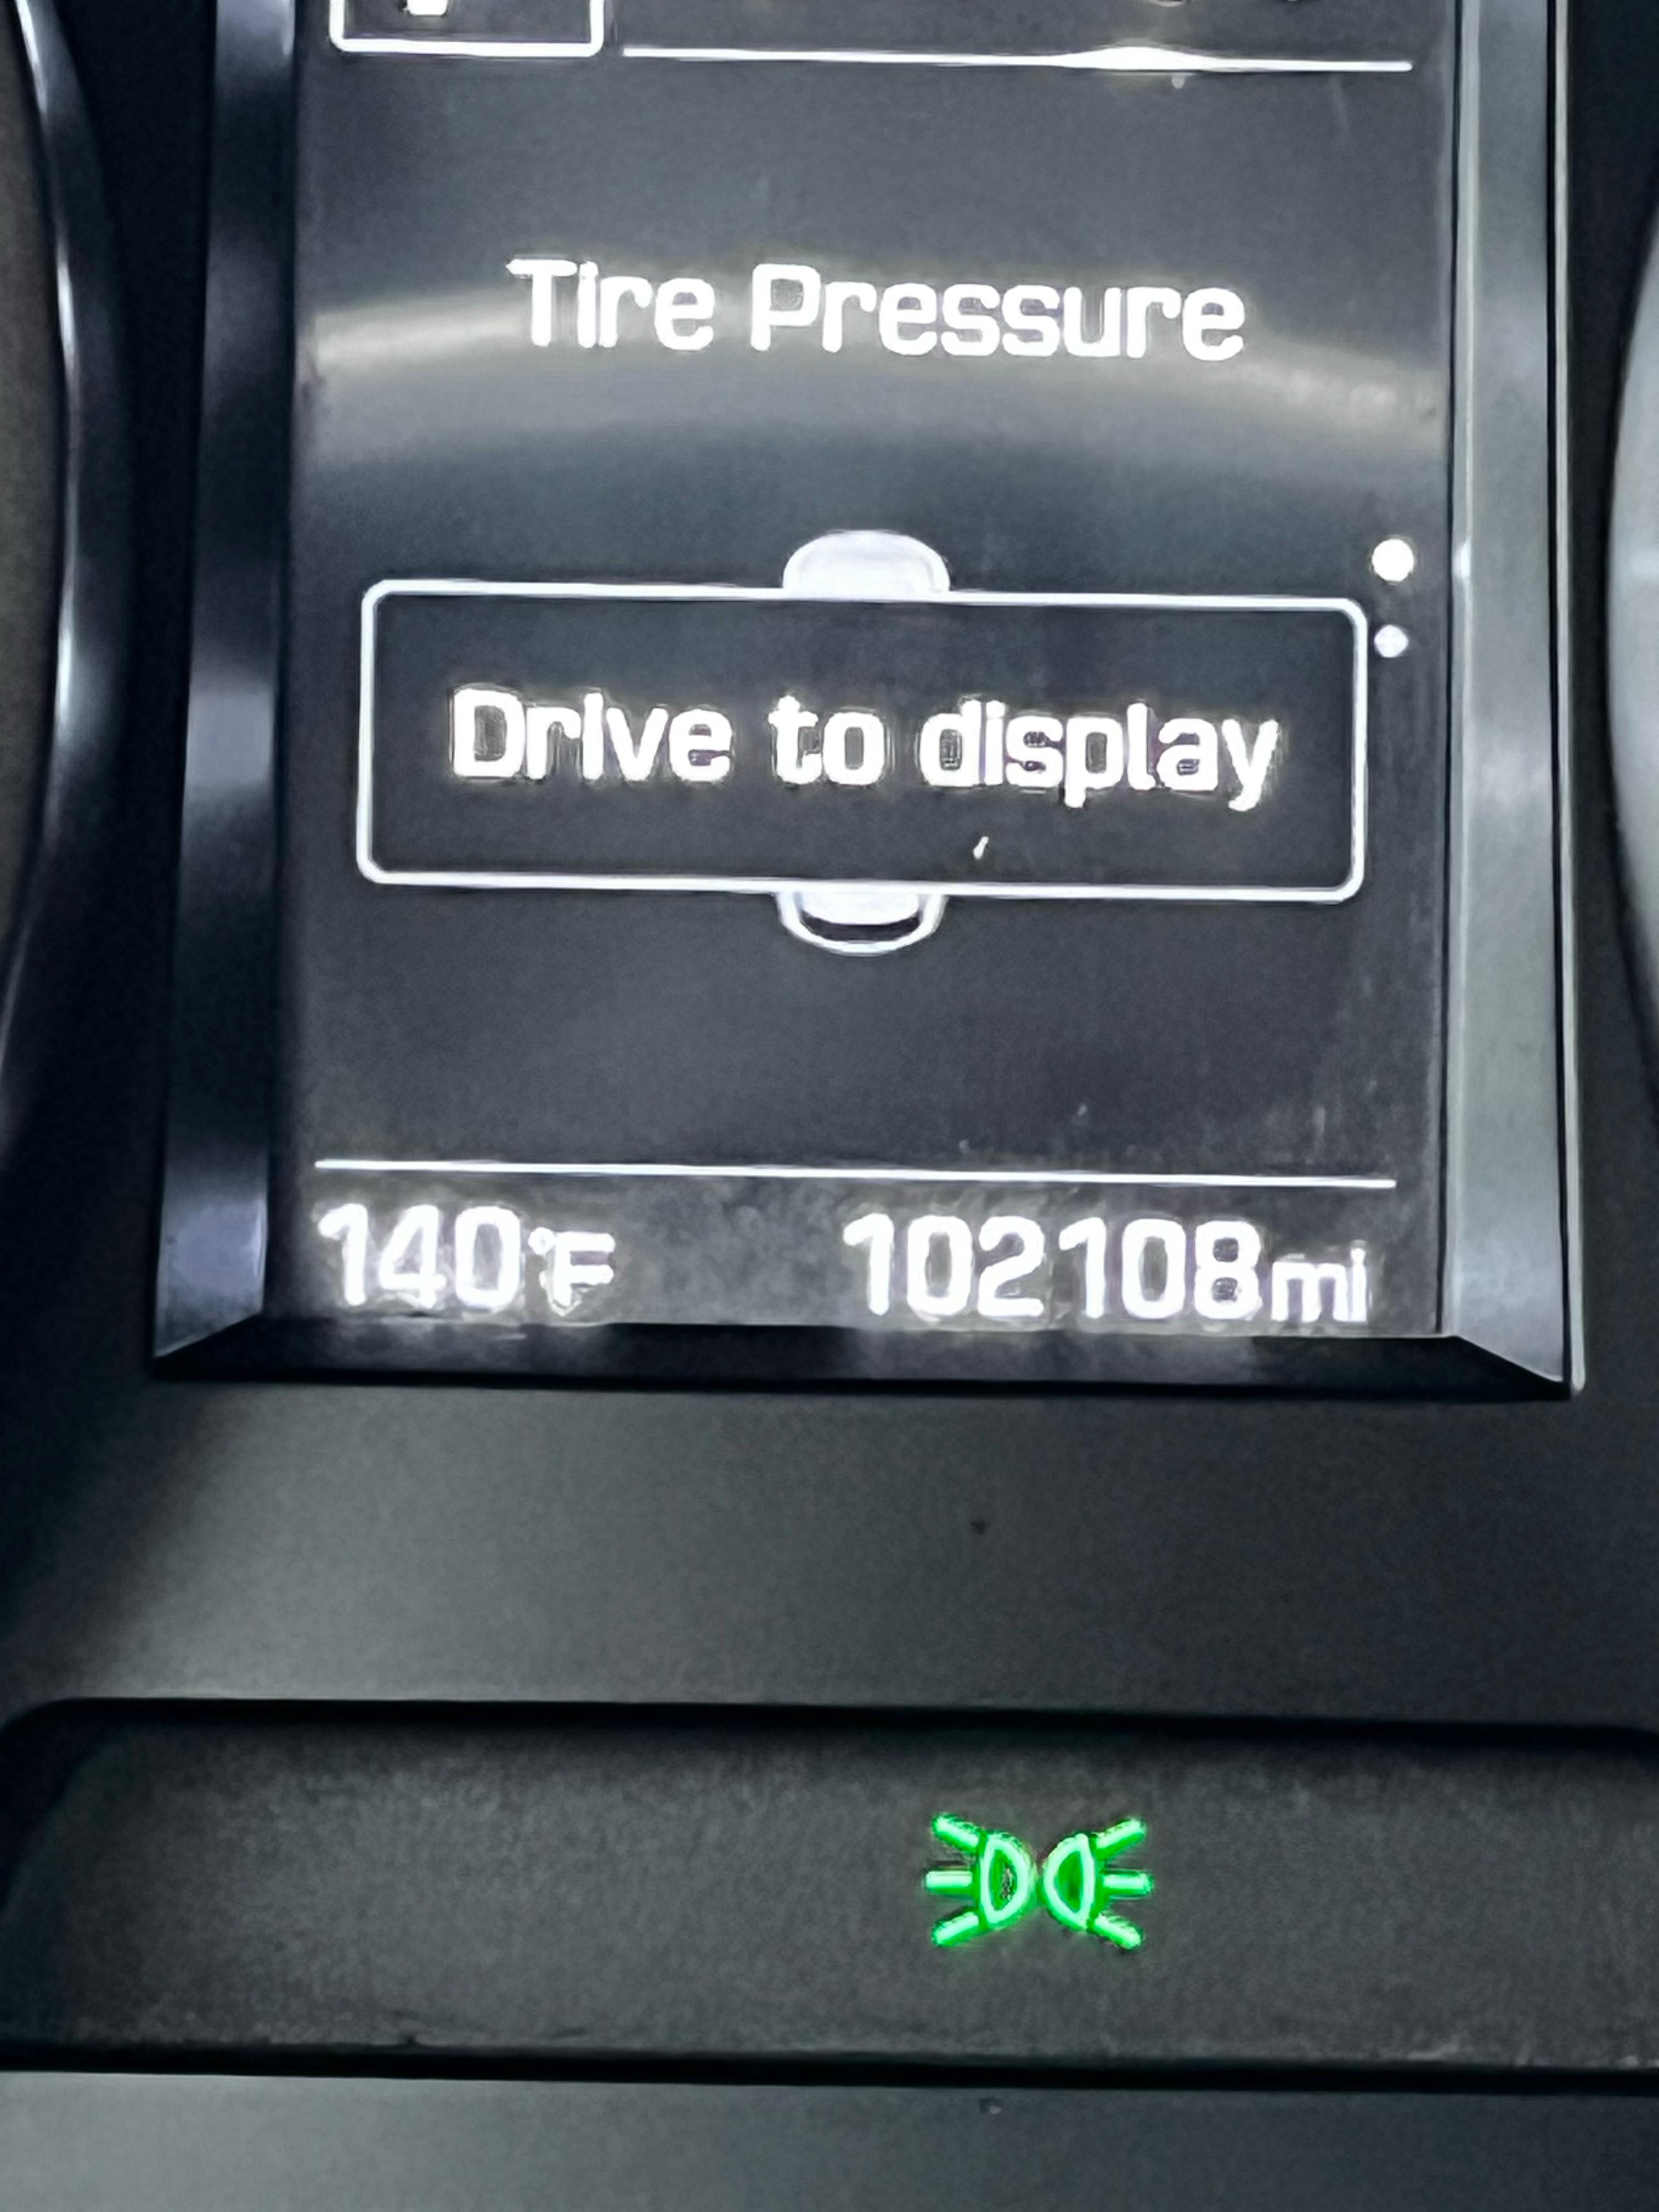 Tire Pressure
Drive to display
140°F 102108mi